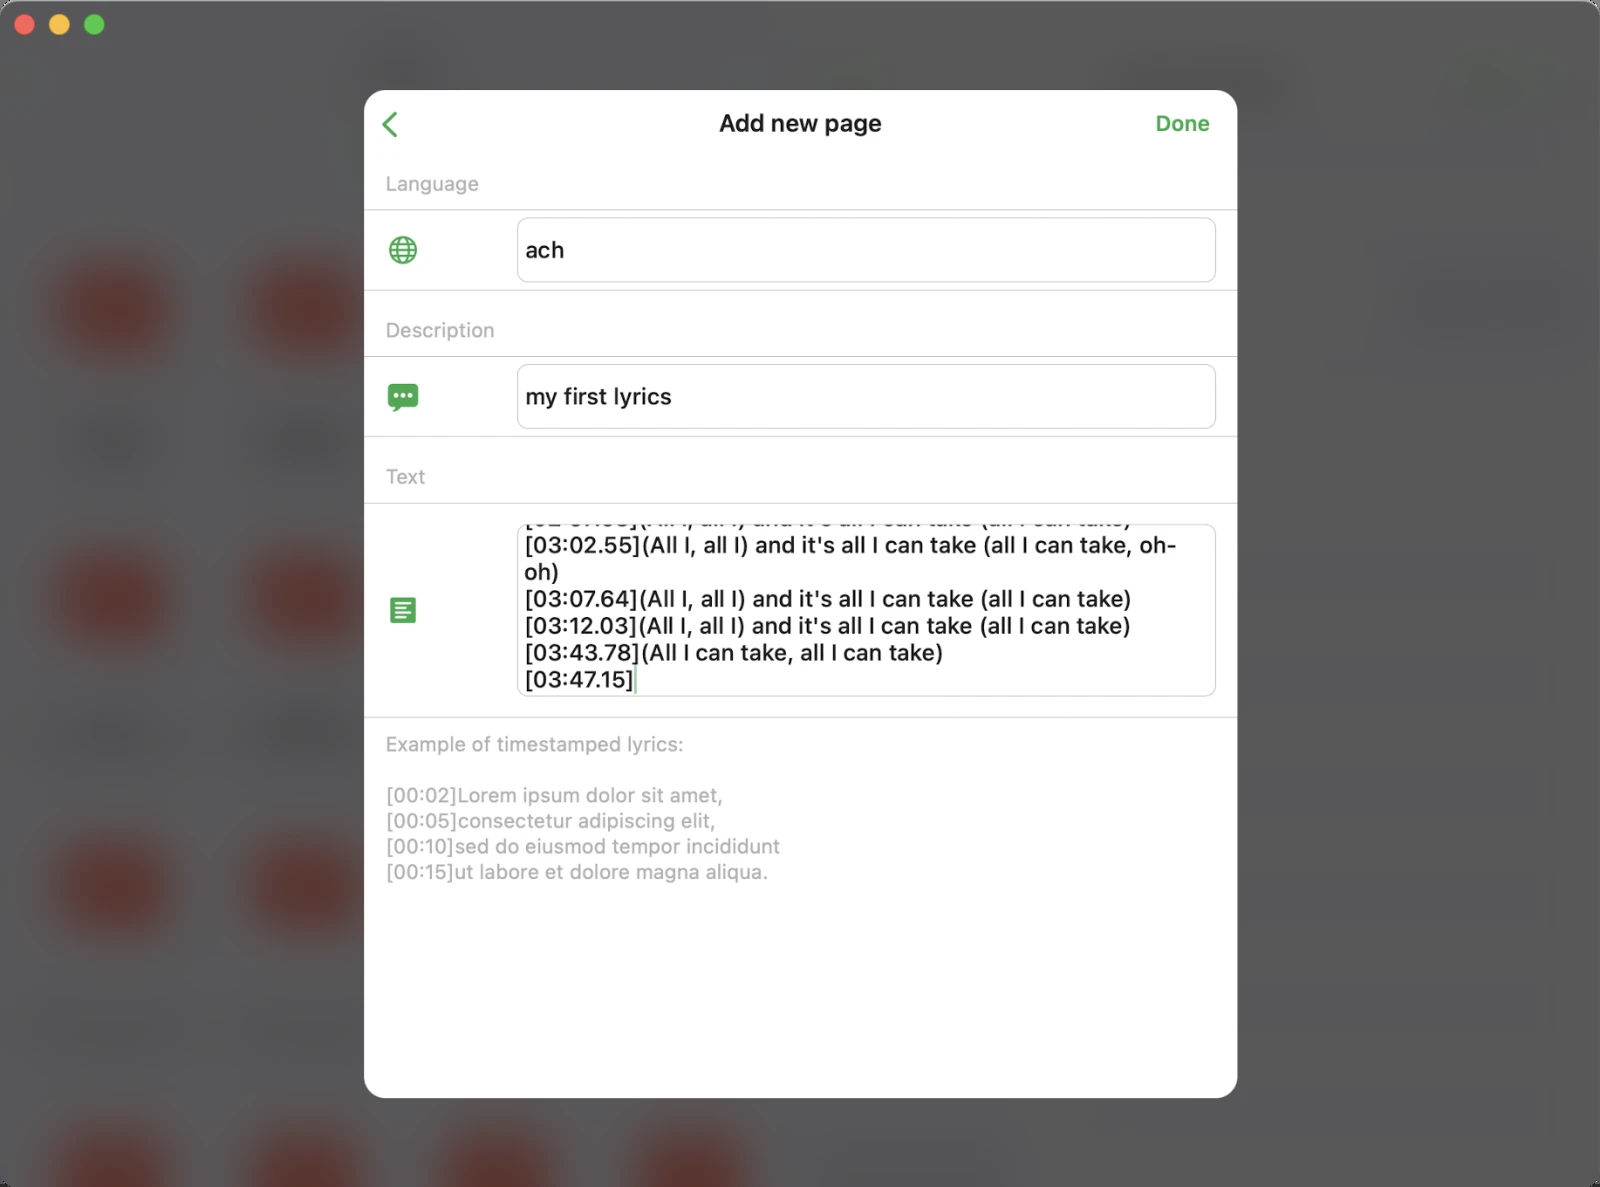 Add new page
Done
Language
ach
Description
my first lyrics
Text
[03:02.55](All I, all I) and it's all I can take (all I can take, oh-
oh)
[03:07.64](All I, all I) and it's all I can take (all I can take)
[03:12.03](All I, all I) and it's all I can take (all I can take)
[03:43.78](All I can take, all I can take)
[03:47.15]
Example of timestamped lyrics:
[00:02]Lorem ipsum dolor sit amet,
[00:05]consectetur adipiscing elit,
[00:10]sed do eiusmod tempor incididunt
[00:15]ut labore et dolore magna aliqua.